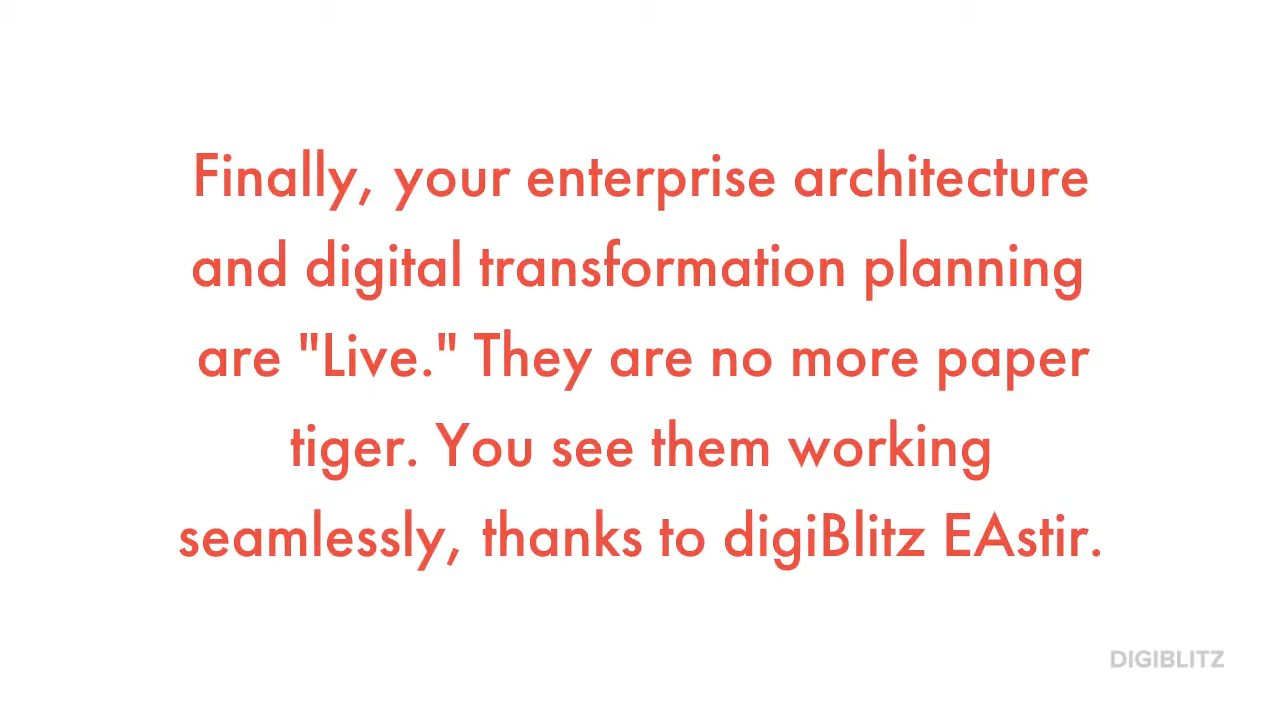 Finally, your enterprise architecture
and digital transformation planning
are "Live." They are no more paper
tiger. You see them working
seamlessly, thanks to digiBlitz EAstir.
DIGIBLITZ